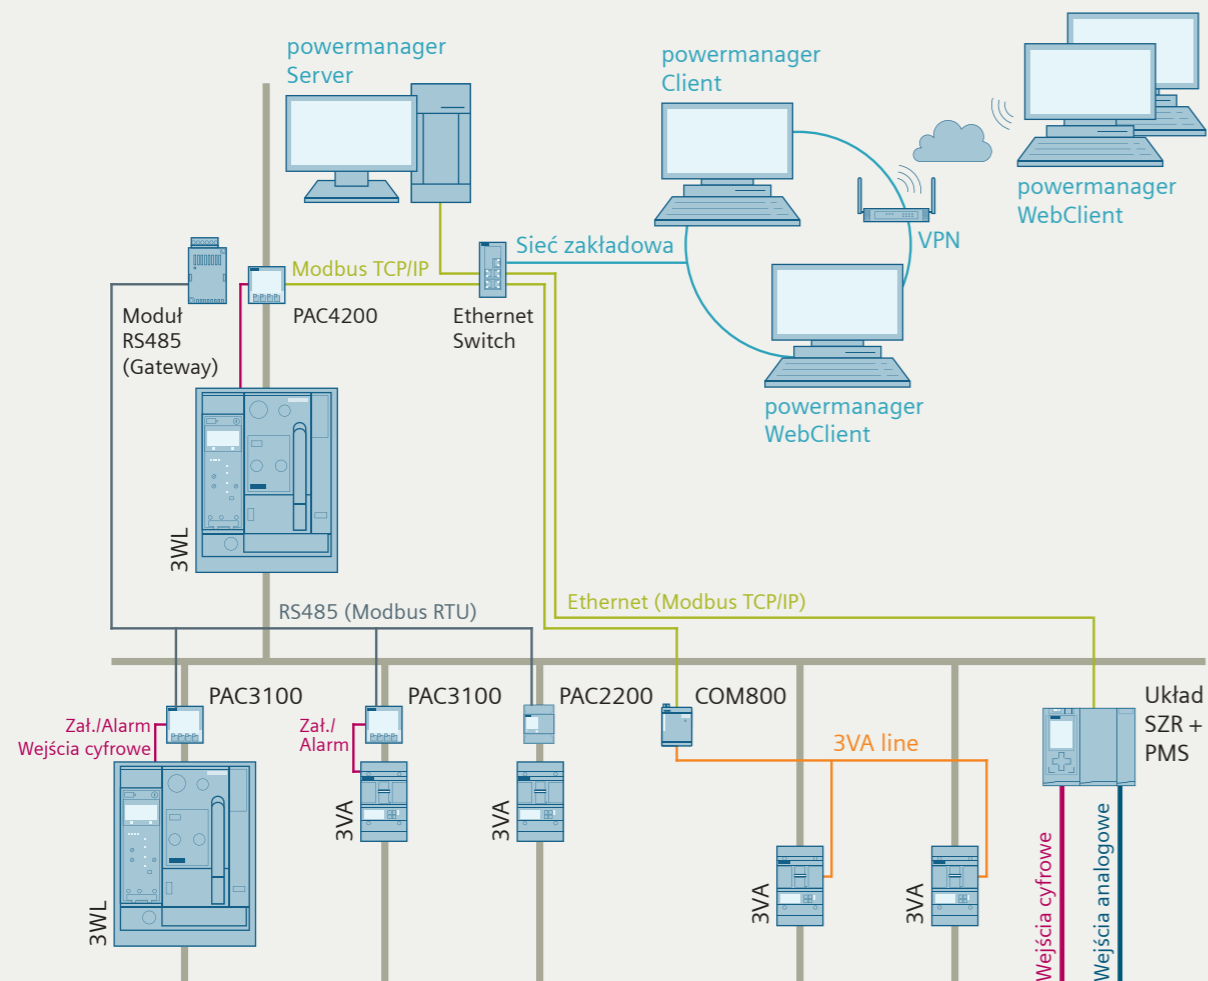 powermanager
Server
powermanager
Client
powermanager
WebClient
VPN
Sieć zakładowa
Modbus TCP/IP
Moduł
RS485
(Gateway)
PAC4200
Ethernet
Switch
powermanager
WebClient
3WL
RS485 (Modbus RTU)
Ethernet (Modbus TCP/IP)
PAC3100
PAC3100
PAC2200
COM800
Układ
SZR +
PMS
Zał./Alarm
Wejścia cyfrowe
Zał./
Alarm
3VA line
3VA
3VA
3WL
3VA
3VA
Wejścia cyfrowe
Wejścia analogowe